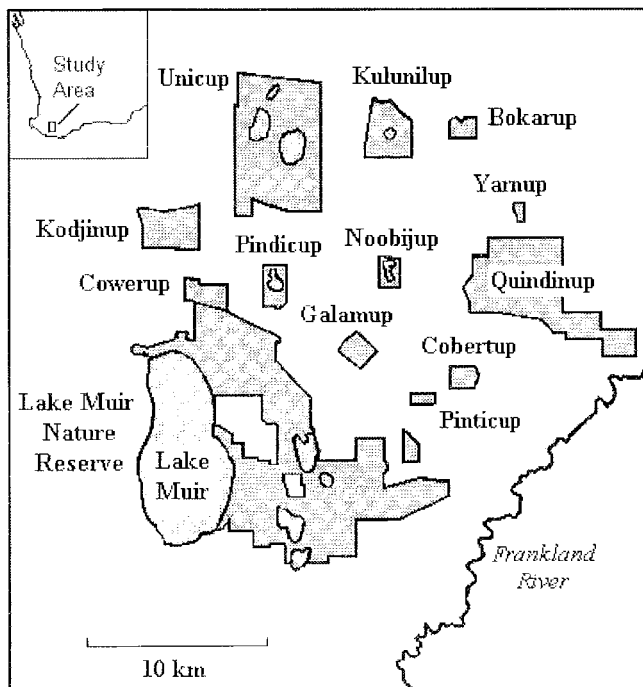 Study
Area
Unicup
Kulunilup
Bokarup
Yarnup
Kodjinup
Pindicup
Noobijup
Cowerup
Quindinup
Galamup
Cobertup
Lake Muir
Nature
Reserve
Pinticup
Lake
Muir
Frankland
River
10 km